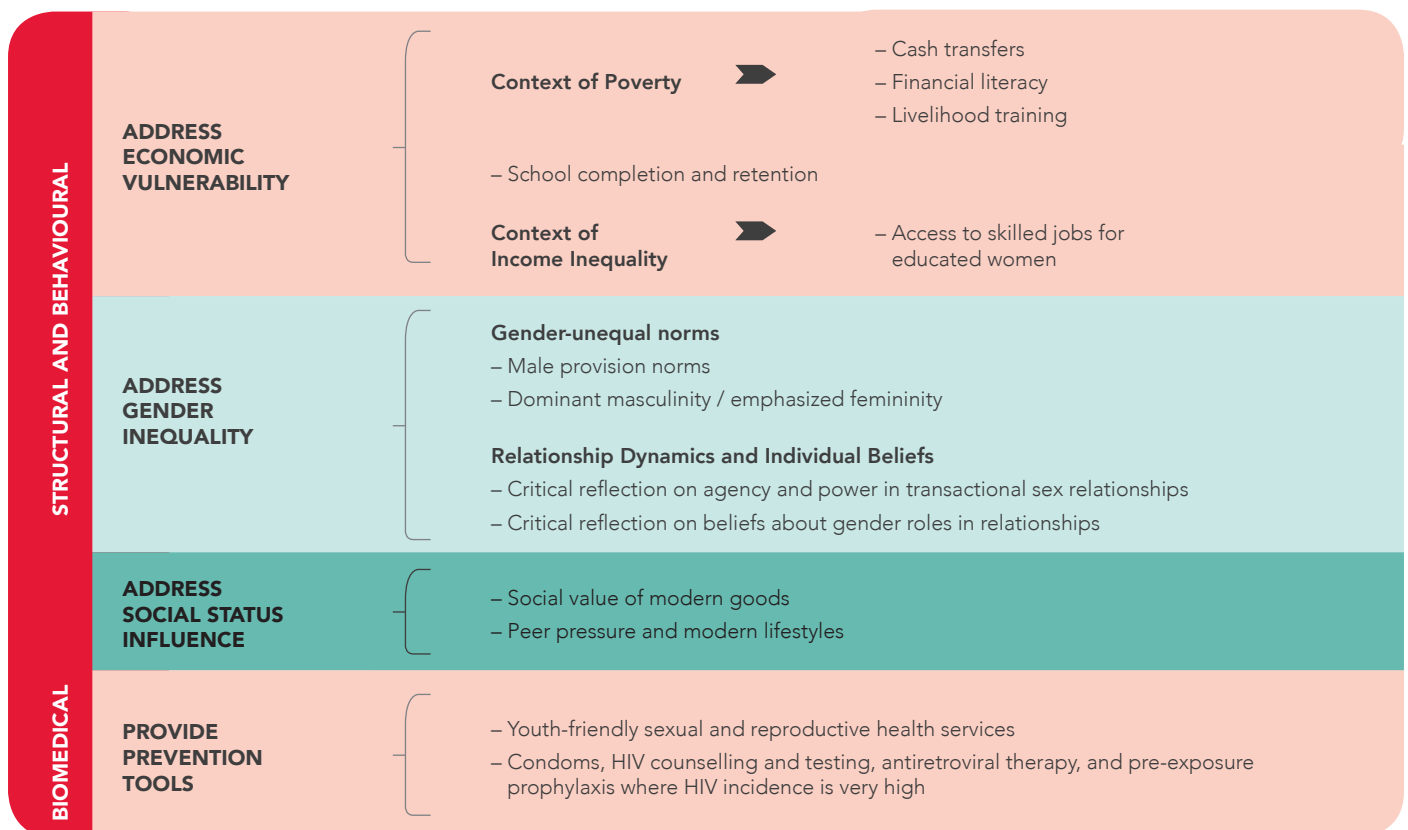 STRUCTURAL AND BEHAVIOURAL
ADDRESS
ECONOMIC
VULNERABILITY
Context of Poverty
– Cash transfers
– Financial literacy
– Livelihood training
– School completion and retention
Context of
Income Inequality
– Access to skilled jobs for
educated women
ADDRESS
GENDER
INEQUALITY
Gender-unequal norms
– Male provision norms
– Dominant masculinity / emphasized femininity
Relationship Dynamics and Individual Beliefs
– Critical reflection on agency and power in transactional sex relationships
– Critical reflection on beliefs about gender roles in relationships
ADDRESS
SOCIAL STATUS
INFLUENCE
– Social value of modern goods
– Peer pressure and modern lifestyles
BIOMEDICAL
PROVIDE
PREVENTION
TOOLS
– Youth-friendly sexual and reproductive health services
– Condoms, HIV counselling and testing, antiretroviral therapy, and pre-exposure
prophylaxis where HIV incidence is very high